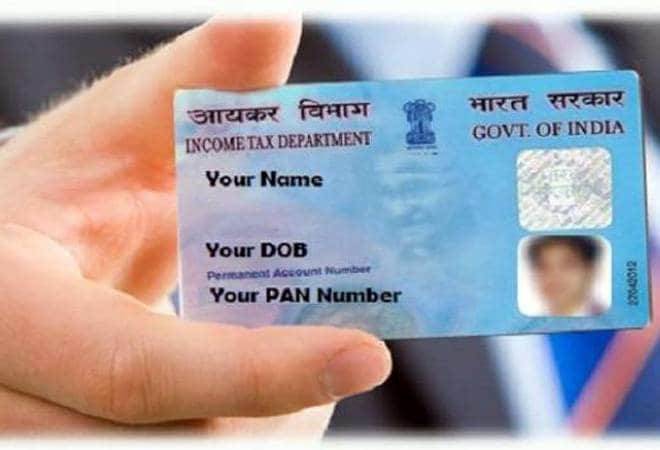 आयकर विभाग
INCOME TAX DEPARTMENT
भारत सरकार
GOVT. OF INDIA
Your Name
Your DOB
Permanent Account Number
Your PAN Number
22042012